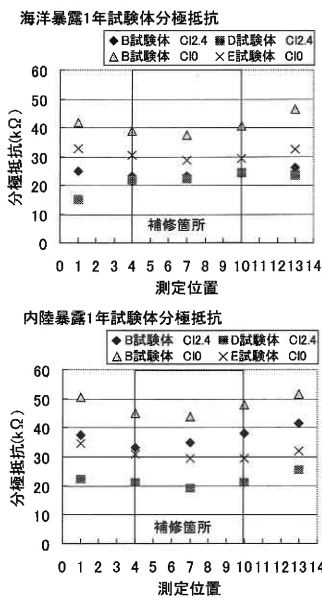 海洋暴露1年試験体分極抵抗
◆B試験体 Cl2.4 ■D試験体 Cl2.4
△B試験体 Cl0 ×E試験体 Cl0
分極抵抗(kΩ)
60
50
40
30
20
10
0
補修箇所
0 1 2 3 4 5 6 7 8 9 10 11 12 13 14
測定位置
内陸暴露1年試験体分極抵抗
◆B試験体 Cl2.4 ■D試験体 Cl2.4
△B試験体 Cl0 ×E試験体 Cl0
分極抵抗(kΩ)
60
50
40
30
20
10
0
補修箇所
0 1 2 3 4 5 6 7 8 9 10 11 12 13 14
測定位置